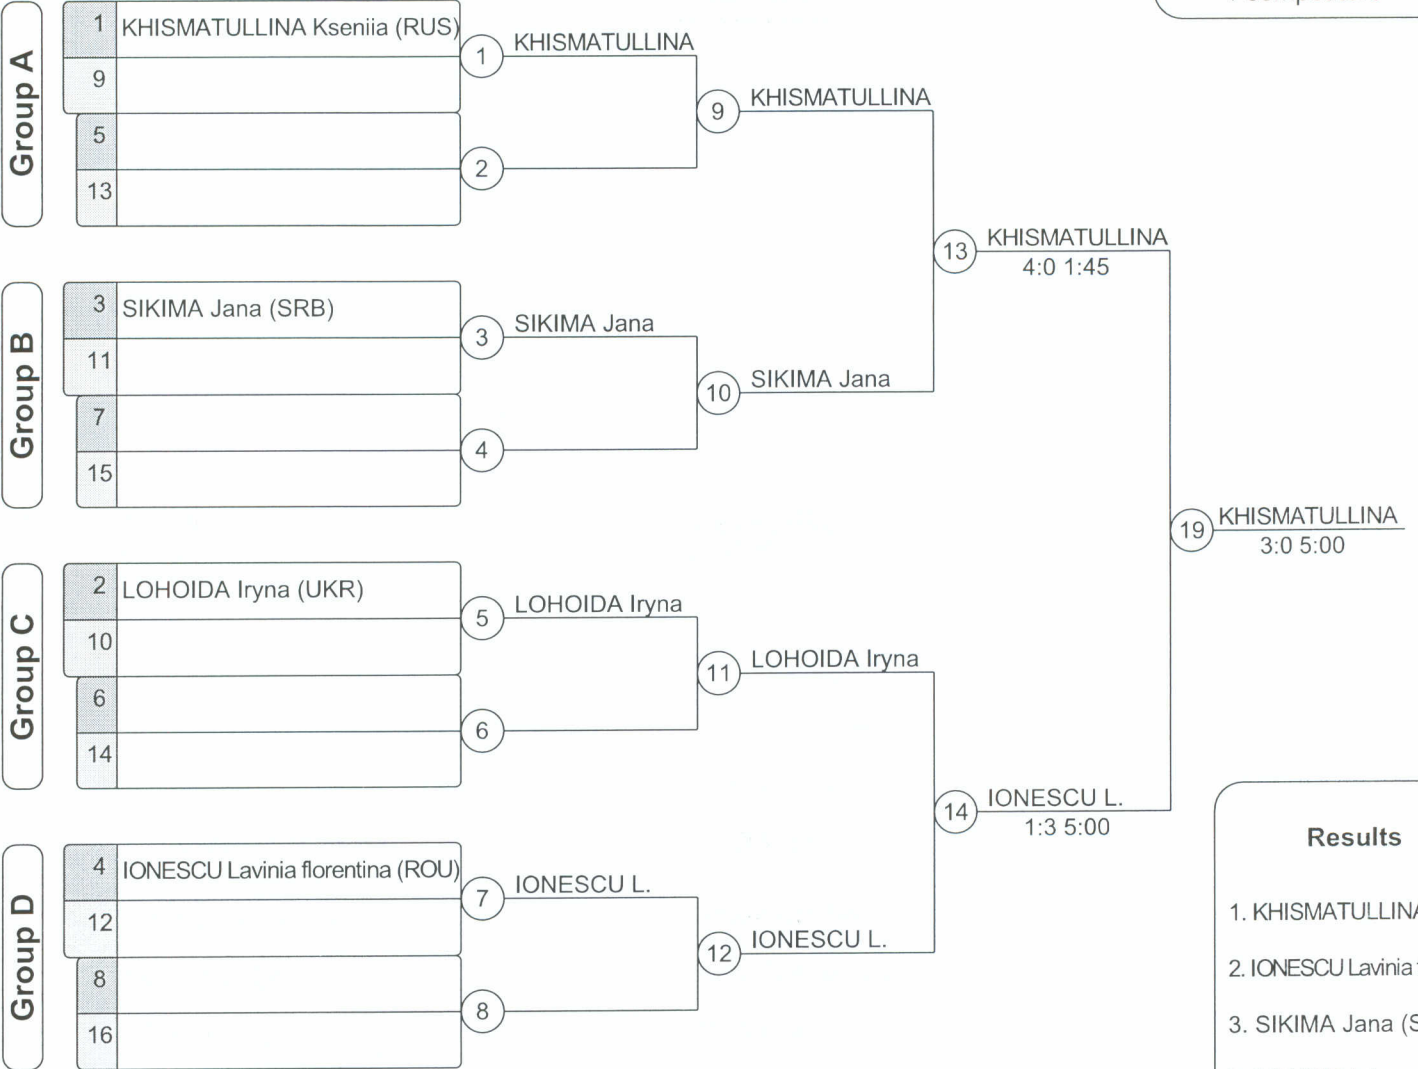 Group A
1 KHISMATULLINA Kseniia (RUS)
9
5
13
1 KHISMATULLINA
2
9 KHISMATULLINA
Group B
3 SIKIMA Jana (SRB)
11
7
15
3 SIKIMA Jana
4
10 SIKIMA Jana
13 KHISMATULLINA
4:0 1:45
Group C
2 LOHOIDA Iryna (UKR)
10
6
14
5 LOHOIDA Iryna
6
11 LOHOIDA Iryna
Group D
4 IONESCU Lavinia florentina (ROU)
12
8
16
7 IONESCU L.
8
12 IONESCU L.
14 IONESCU L.
1:3 5:00
19 KHISMATULLINA
3:0 5:00
Results
1. KHISMATULLINA
2. IONESCU Lavinia
3. SIKIMA Jana (S